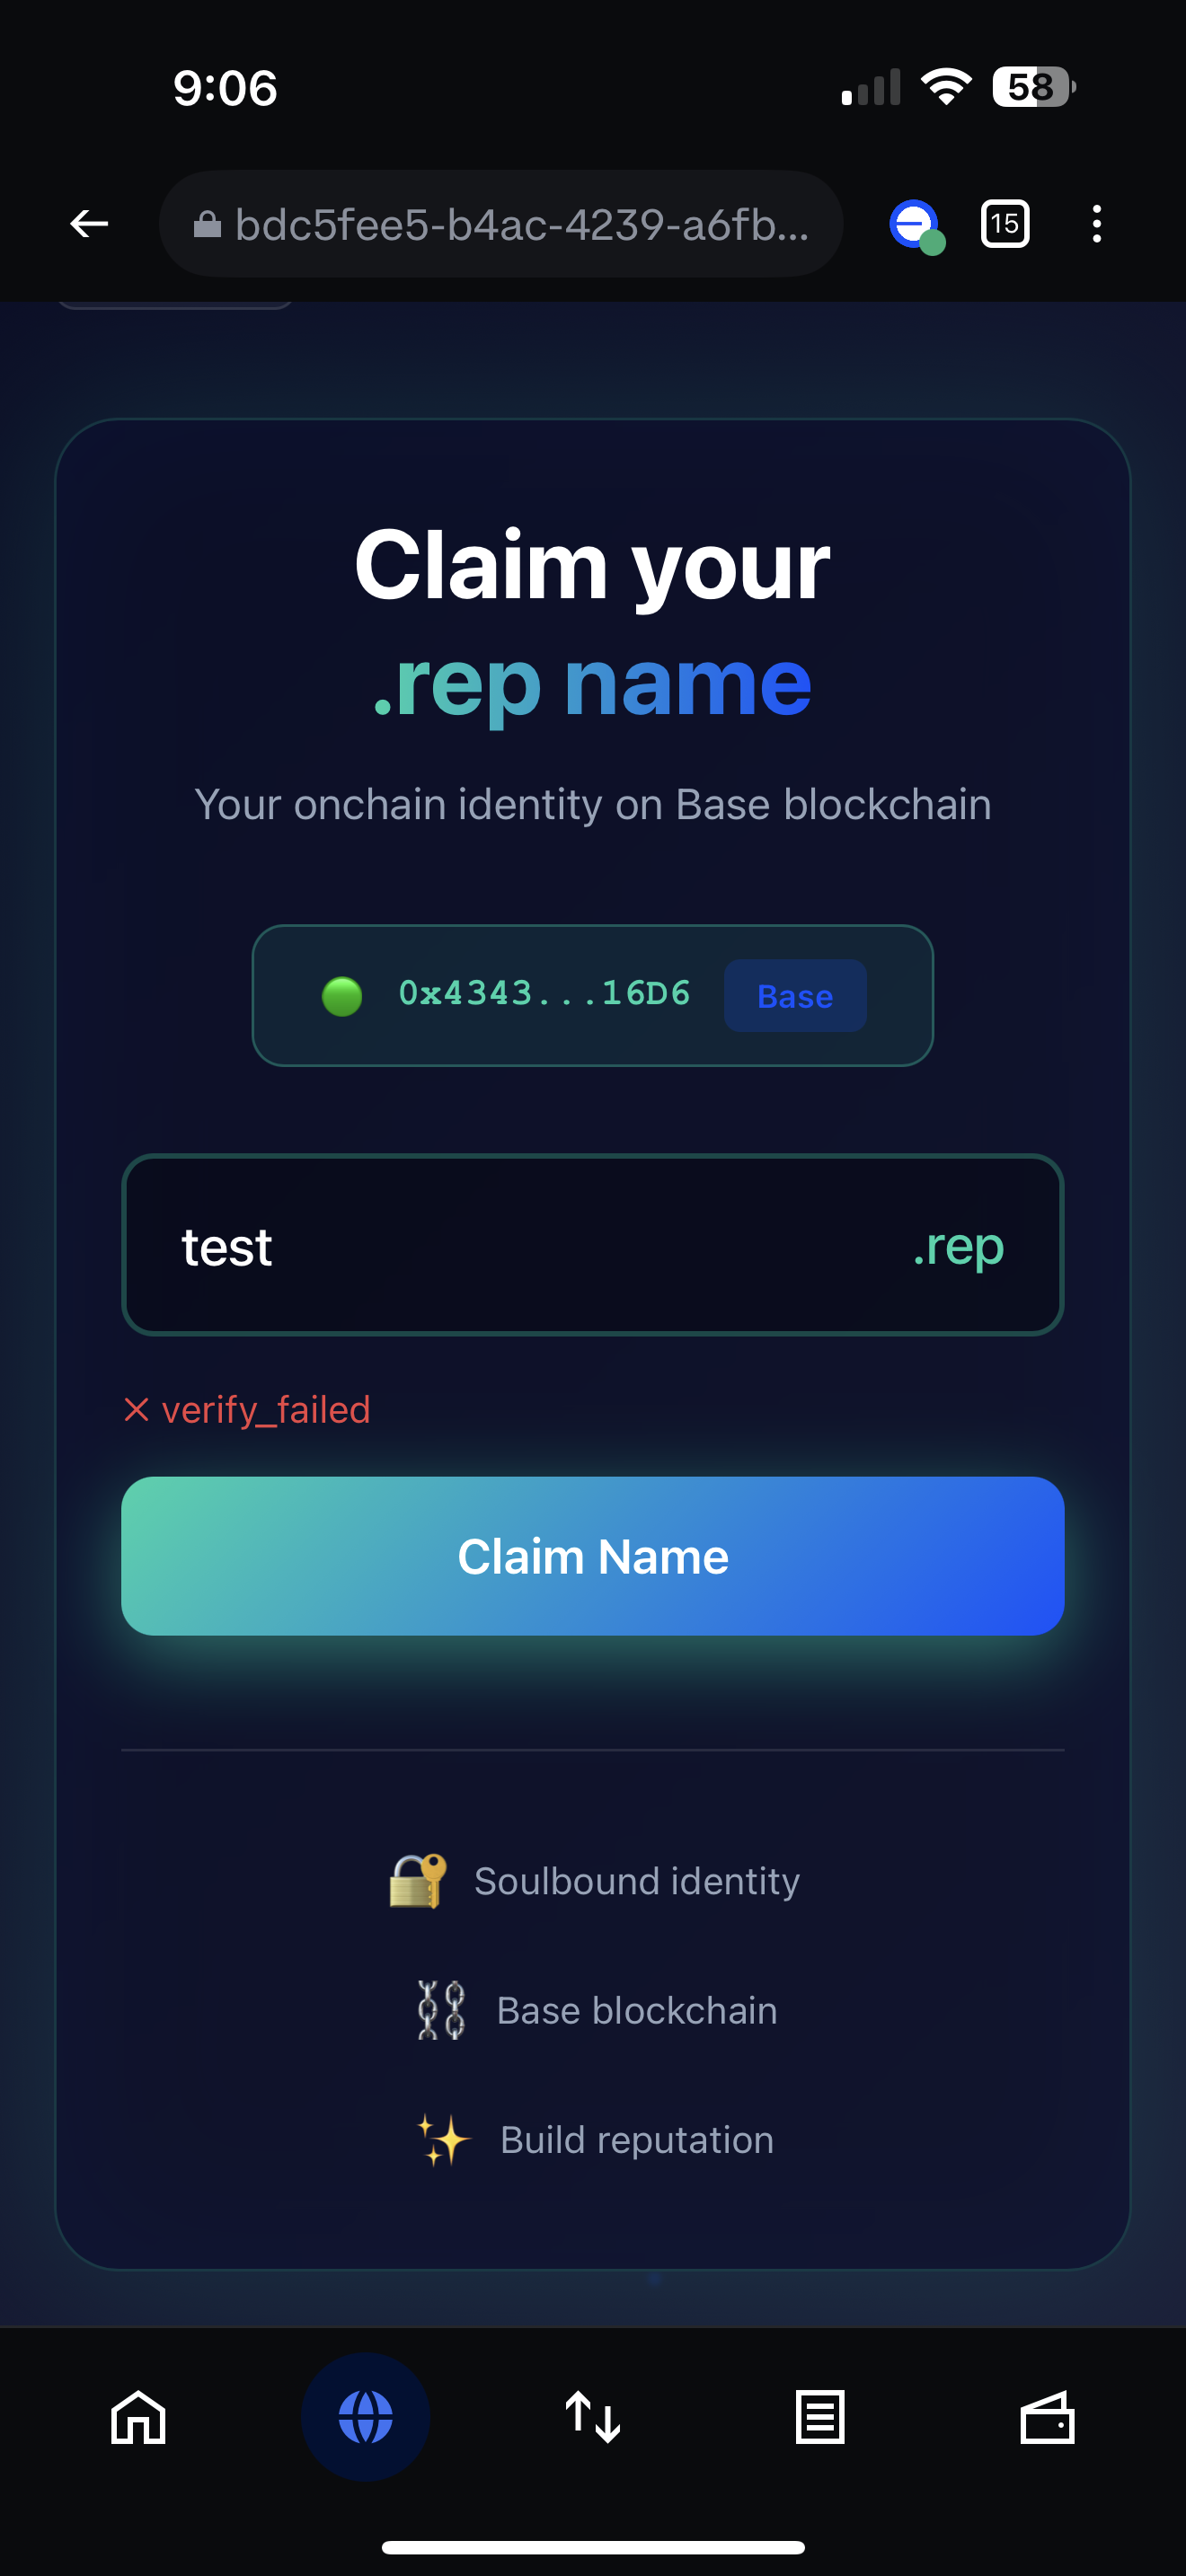 9:06
58
bdc5fee5-b4ac-4239-a6fb...
15
Claim your
.rep name
Your onchain identity on Base blockchain
0x4343...16D6
Base
test
.rep
× verify_failed
Claim Name
Soulbound identity
Base blockchain
Build reputation